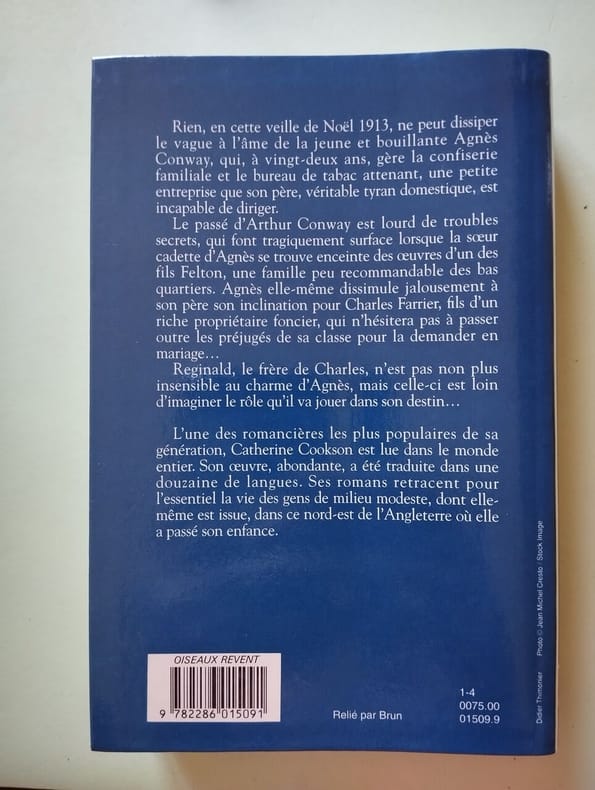 Rien, en cette veille de Noël 1913, ne peut dissiper
le vague à l'âme de la jeune et bouillante Agnès
Conway, qui, à vingt-deux ans, gère la confiserie
familiale et le bureau de tabac attenant, une petite
entreprise que son père, véritable tyran domestique, est
incapable de diriger.
Le passé d'Arthur Conway est lourd de troubles
secrets, qui font tragiquement surface lorsque la sœur
cadette d'Agnès se trouve enceinte des œuvres d'un des
fils Felton, une famille peu recommandable des bas
quartiers. Agnès elle-même dissimule jalousement à
son père son inclination pour Charles Farrier, fils d'un
riche propriétaire foncier, qui n'hésitera pas à passer
outre les préjugés de sa classe pour la demander en
mariage...
Reginald, le frère de Charles, n'est pas non plus
insensible au charme d'Agnès, mais celle-ci est loin
d'imaginer le rôle qu'il va jouer dans son destin...
L'une des romancières les plus populaires de sa
génération, Catherine Cookson est lue dans le monde
entier. Son œuvre, abondante, a été traduite dans une
douzaine de langues. Ses romans retracent pour
l'essentiel la vie des gens de milieu modeste, dont elle-
même est issue, dans ce nord-est de l'Angleterre où elle
a passé son enfance.
OISEAUX REVENT
9 782286 015091
Relié par Brun
1-4
0075.00
01509.9
Didier Thimonier Photo © Jean Michel Cresto / Stock Image